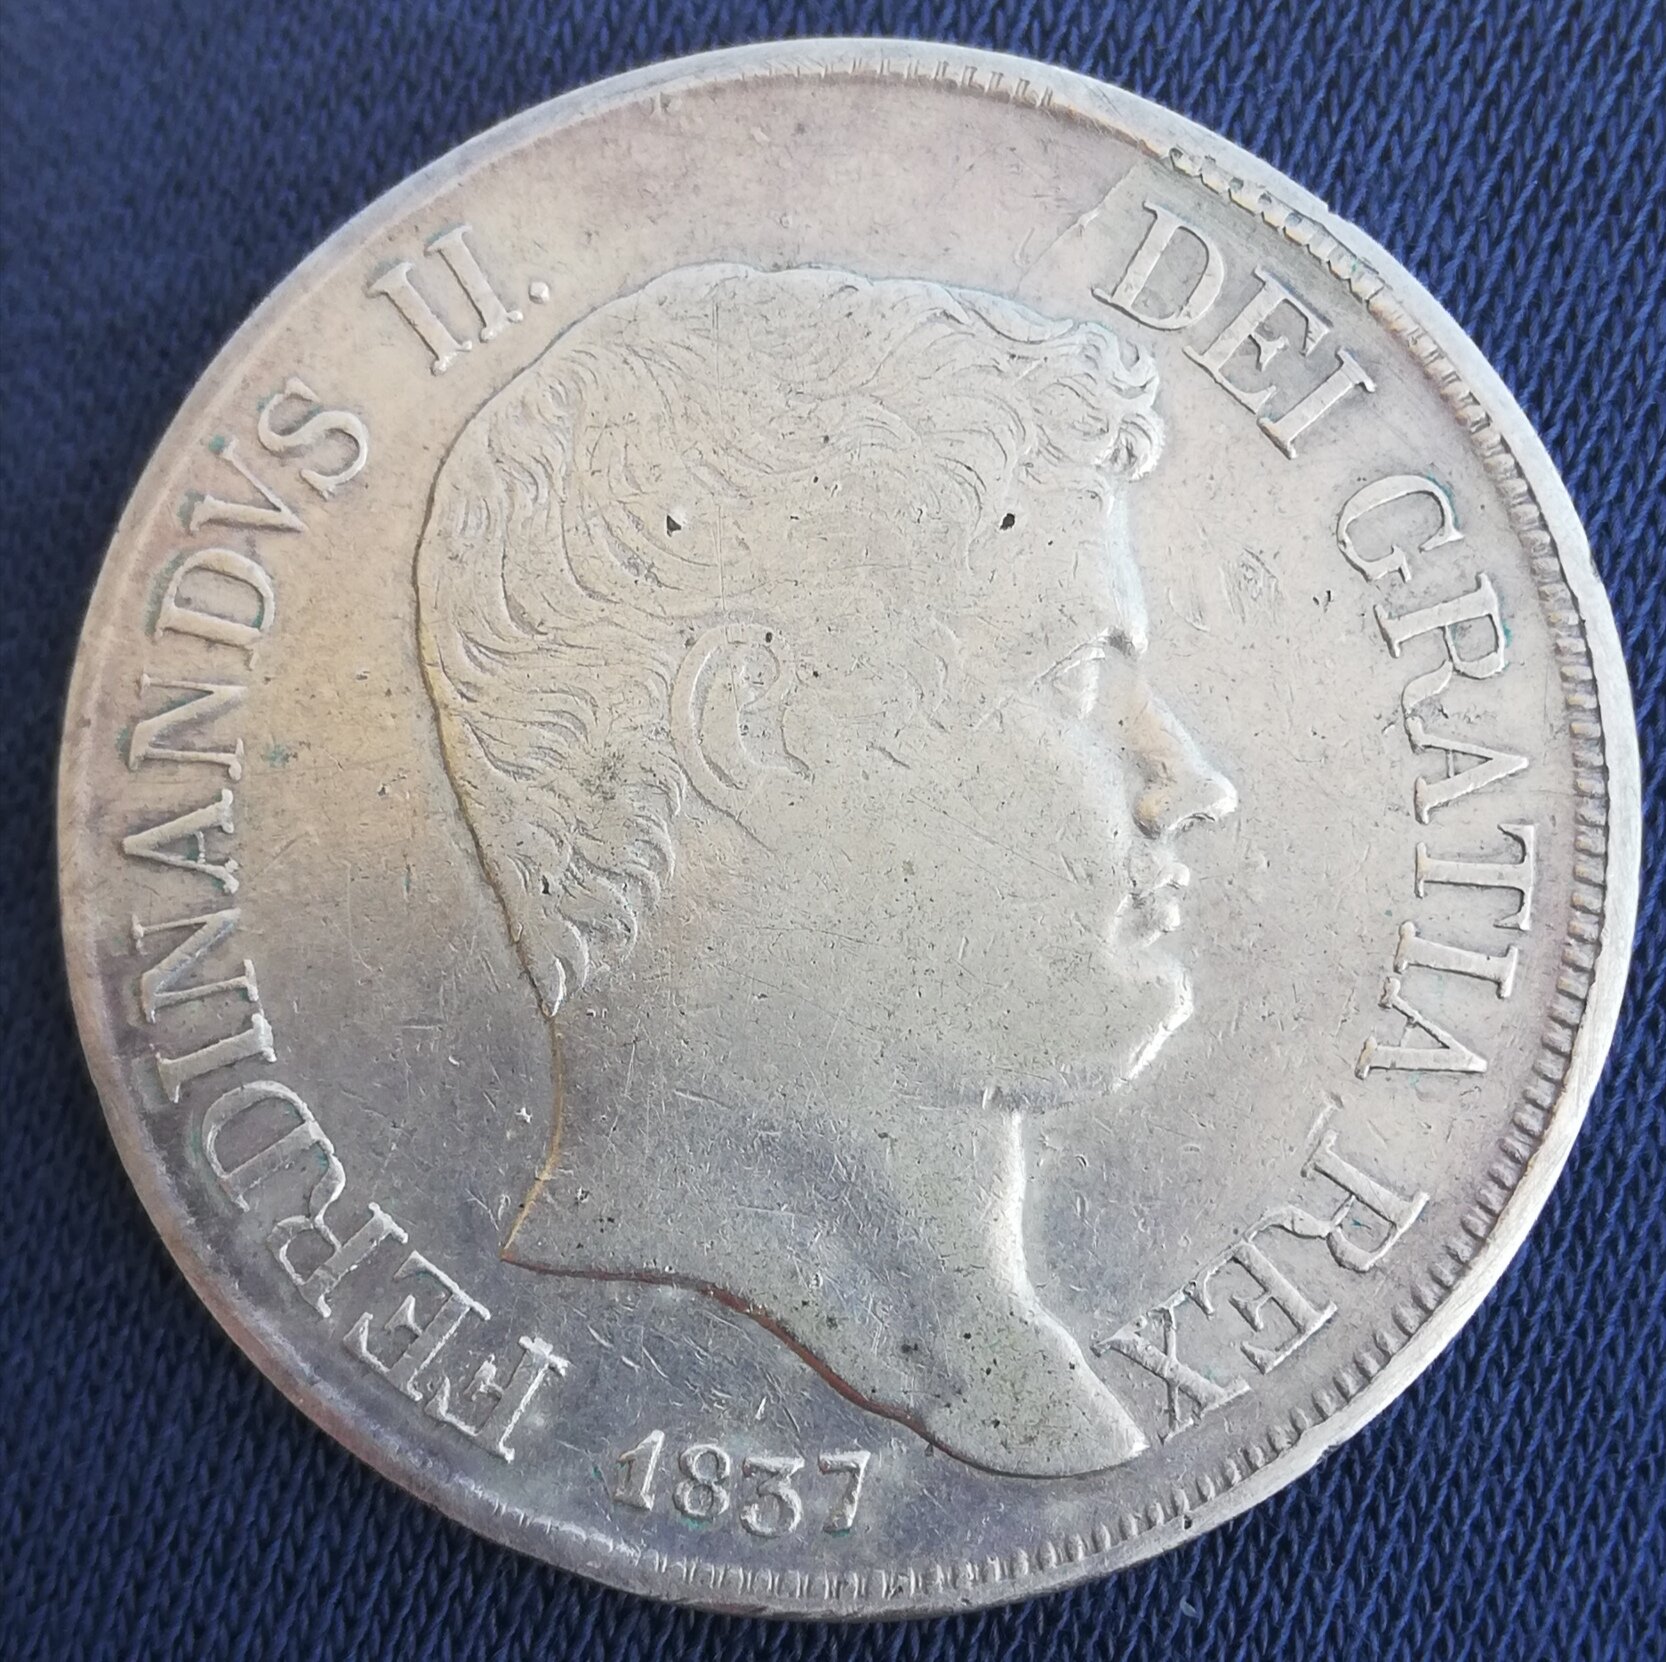 FERDINANDVS II. DEI GRATIA REX
1837